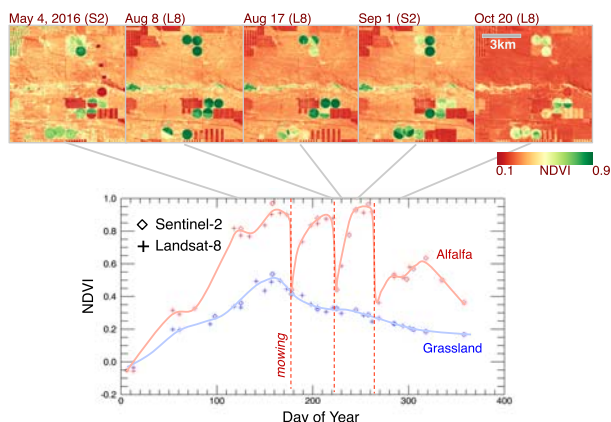 May 4, 2016 (S2)
Aug 8 (L8)
Aug 17 (L8)
Sep 1 (S2)
Oct 20 (L8)
3km
0.1
NDVI
0.9
1.0
0.8
0.6
0.4
0.2
0.0
-0.2
NDVI
Sentinel-2
Landsat-8
Alfalfa
Grassland
mowing
0
100
200
300
400
Day of Year